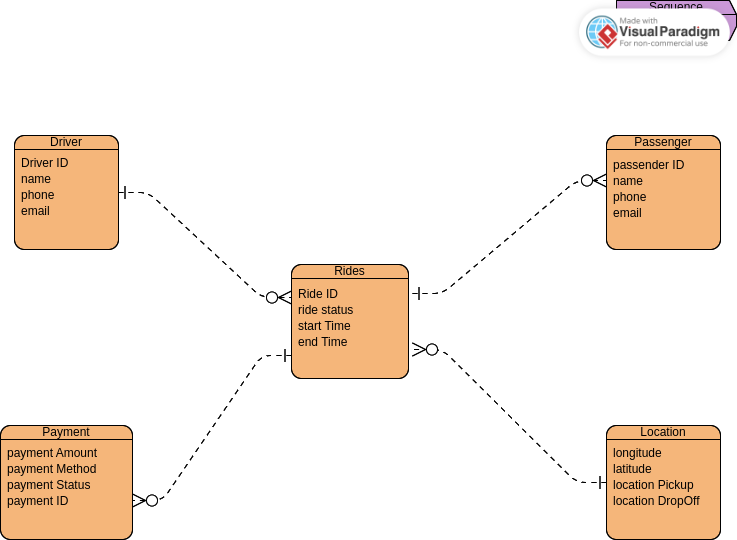 Sequence
Made with
Visual Paradigm
For non-commercial use
Driver
Driver ID
name
phone
email
Passenger
passender ID
name
phone
email
Rides
Ride ID
ride status
start Time
end Time
Payment
payment Amount
payment Method
payment Status
payment ID
Location
longitude
latitude
location Pickup
location DropOff